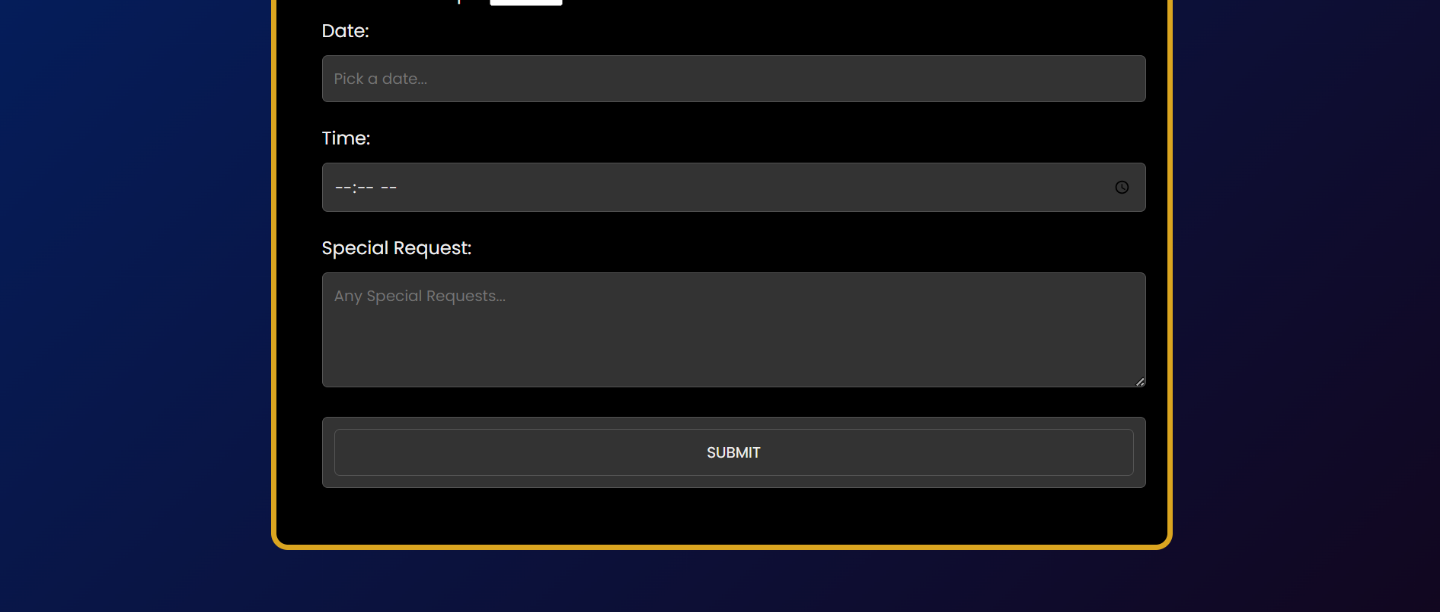 Date:
Pick a date...
Time:
--:-- --
Special Request:
Any Special Requests...
SUBMIT